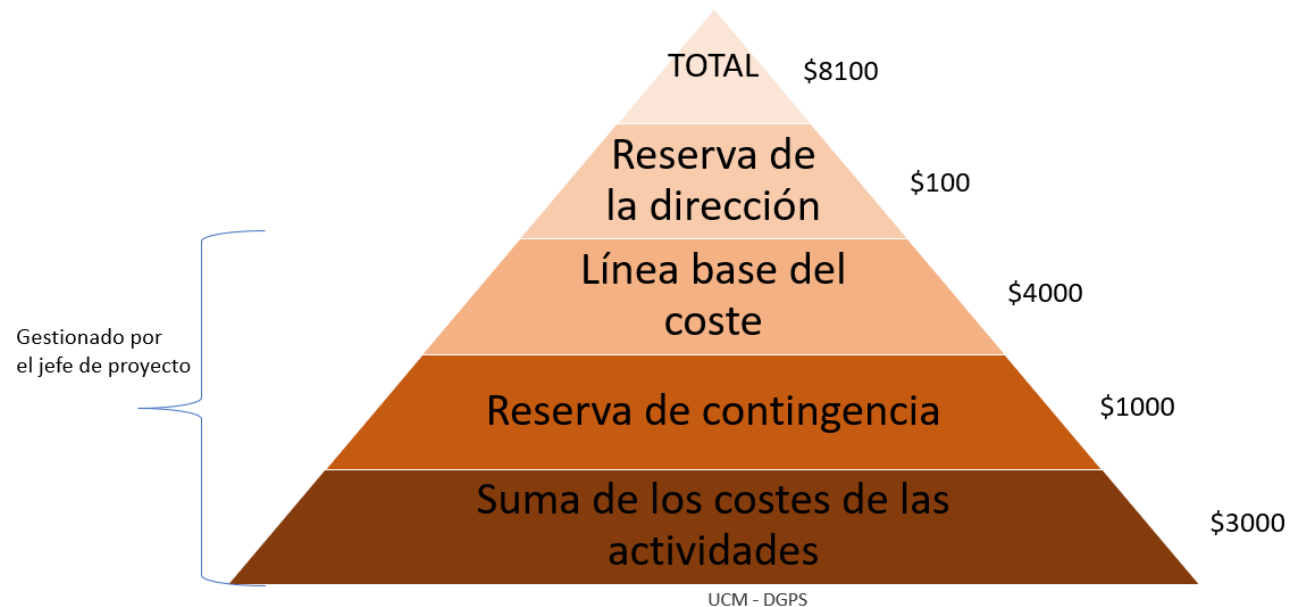 TOTAL
$8100
Reserva de
la dirección
$100
Línea base del
coste
$4000
Gestionado por
el jefe de proyecto
Reserva de contingencia
$1000
Suma de los costes de las
actividades
$3000
UCM - DGPS